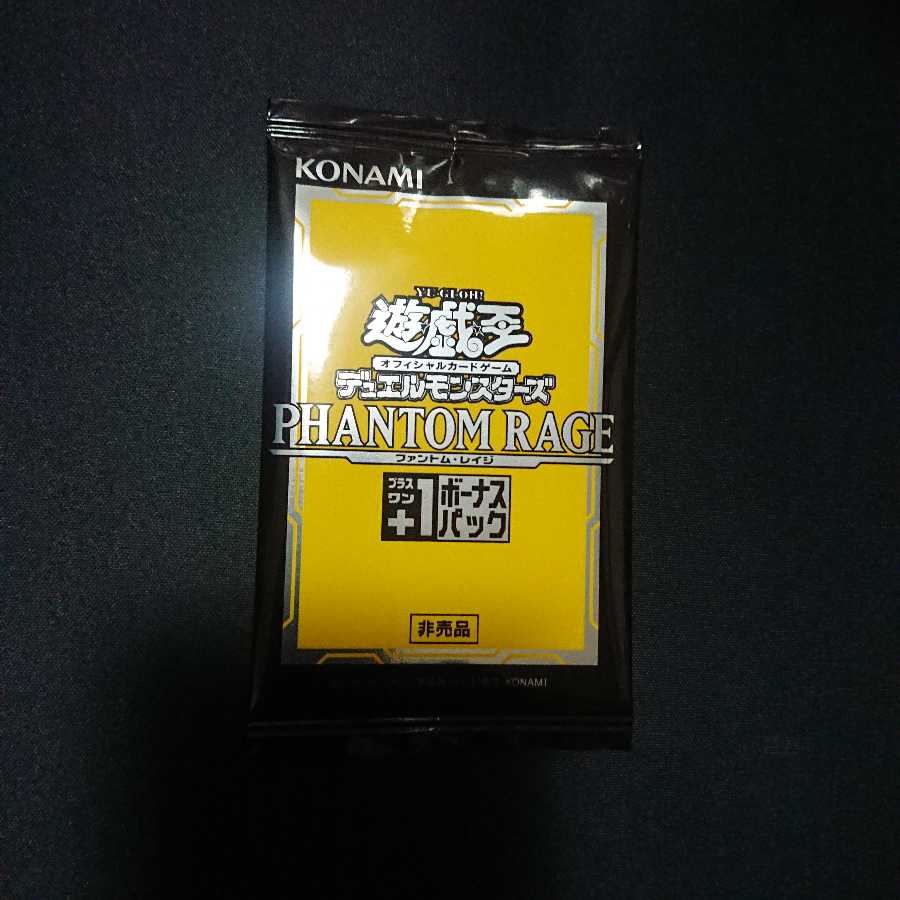 KONAMI
YU-GI-OH!
遊戯王
オフィシャルカードゲーム
デュエルモンスターズ
PHANTOM RAGE
ファントム・レイジ
プラス
ワン
+1
ボーナス
パック
非売品
KONAMI